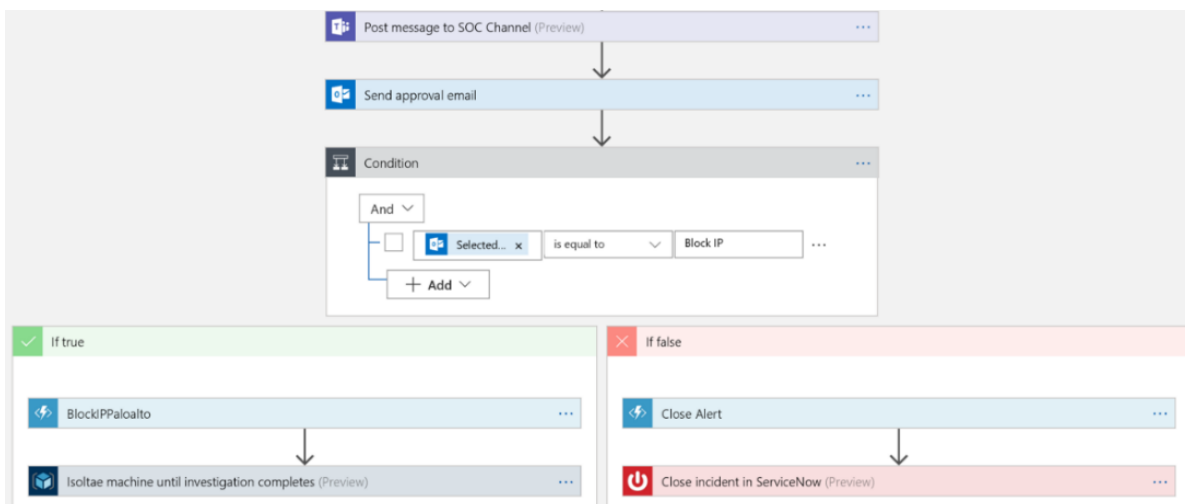 Post message to SOC Channel (Preview)
Send approval email
Condition
And
Selected... x is equal to Block IP
+ Add
If true
If false
BlockIPPaloalto
Close Alert
Isoltae machine until investigation completes (Preview)
Close incident in ServiceNow (Preview)